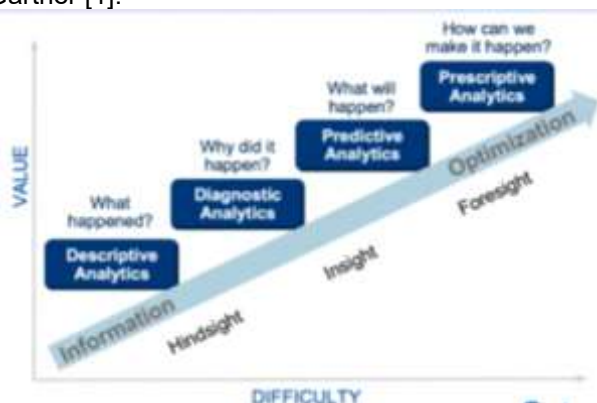 Gartner [1].
How can we
make it happen?
Prescriptive
Analytics
What will
happen?
Predictive
Analytics
Optimization
Why did it
happen?
Diagnostic
Analytics
Foresight
VALUE
What
happened?
Descriptive
Analytics
Insight
Information
Hindsight
DIFFICULTY